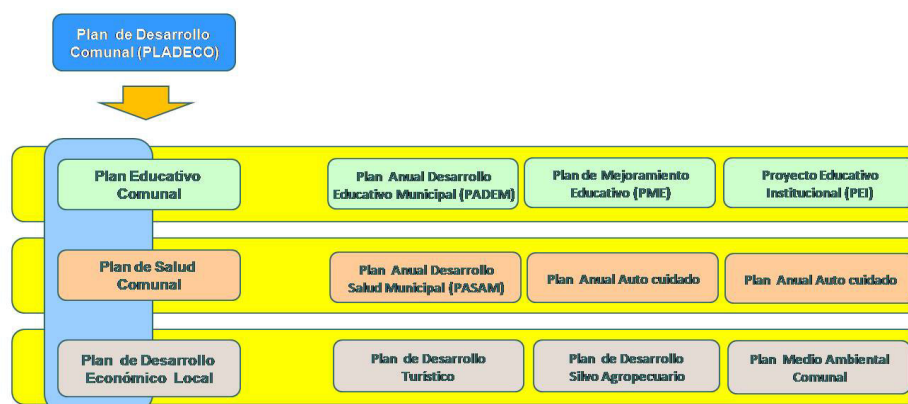 Plan de Desarrollo
Comunal (PLADECO)
Plan Educativo
Comunal
Plan Anual Desarrollo
Educativo Municipal (PADEM)
Plan de Mejoramiento
Educativo (PME)
Proyecto Educativo
Institucional (PEI)
Plan de Salud
Comunal
Plan Anual Desarrollo
Salud Municipal (PASAM)
Plan Anual Auto cuidado
Plan Anual Auto cuidado
Plan de Desarrollo
Económico Local
Plan de Desarrollo
Turístico
Plan de Desarrollo
Silvo Agropecuario
Plan Medio Ambiental
Comunal